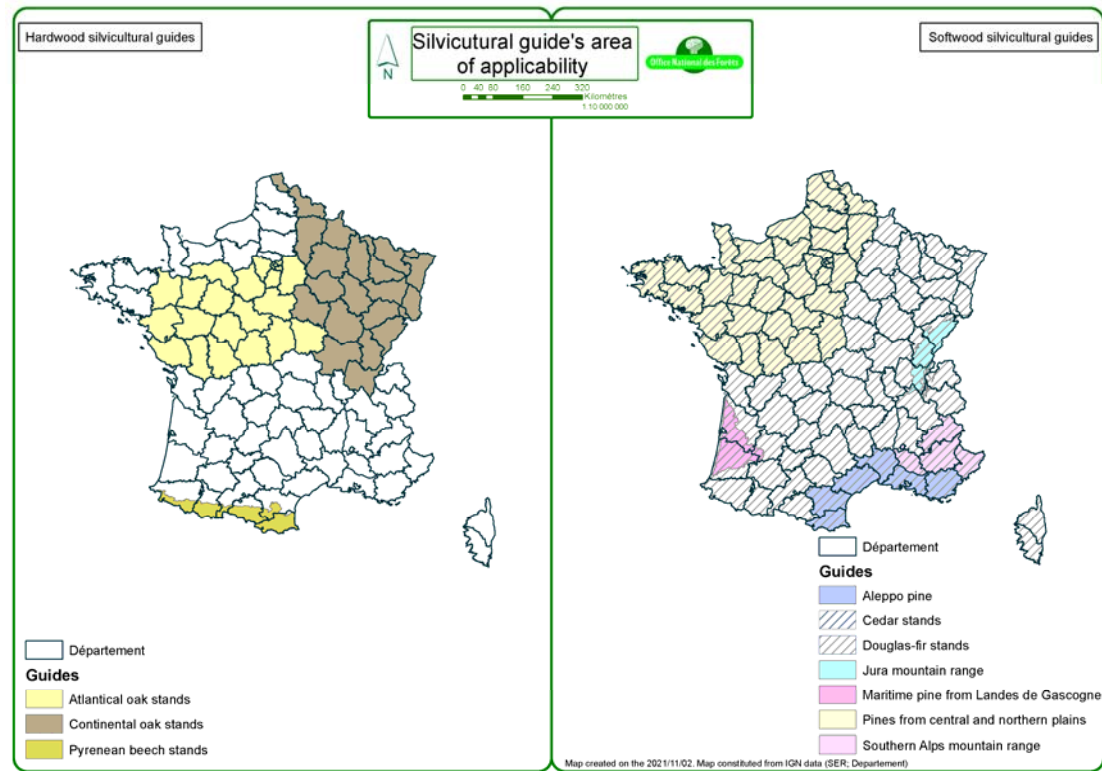 Hardwood silvicultural guides
Silvicutural guide's area
of applicability
N
Office National des Forêts
0 40 80 160 240 320
Kilomètres
1:10 000 000
Softwood silvicultural guides
Département
Guides
Atlantical oak stands
Continental oak stands
Pyrenean beech stands
Département
Guides
Aleppo pine
Cedar stands
Douglas-fir stands
Jura mountain range
Maritime pine from Landes de Gascogne
Pines from central and northern plains
Southern Alps mountain range
Map created on the 2021/11/02. Map constituted from IGN data (SER; Departement)